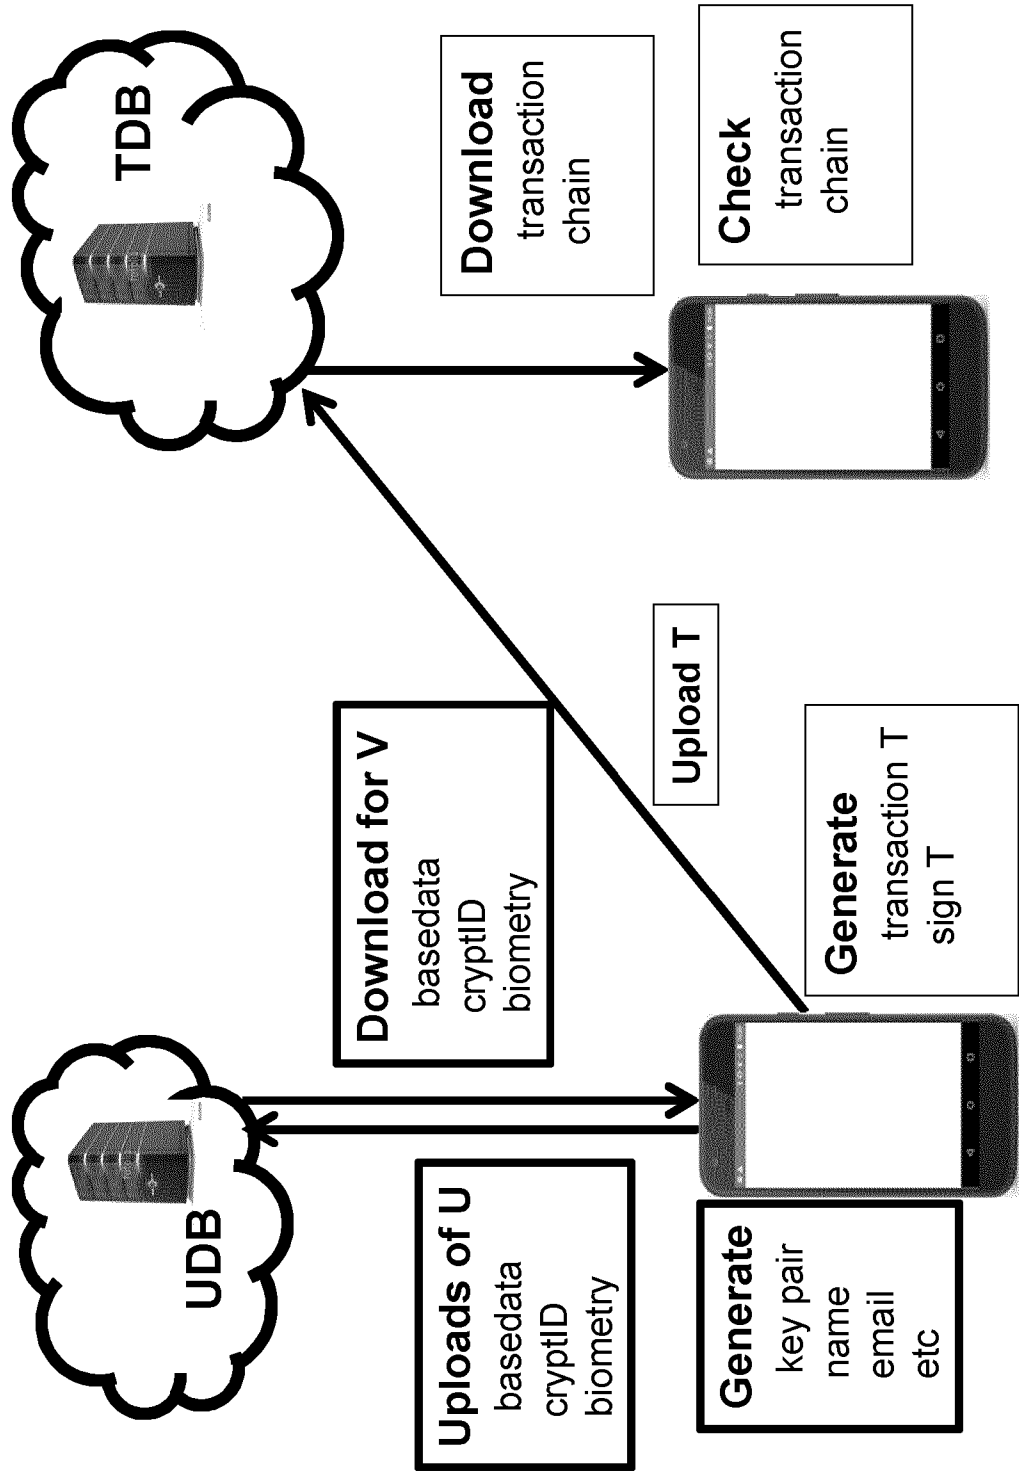 UDB
TDB
Uploads of U
basedata
cryptID
biometry
Download for V
basedata
cryptID
biometry
Download
transaction
chain
Upload T
Generate
key pair
name
email
etc
Generate
transaction T
sign T
Check
transaction
chain